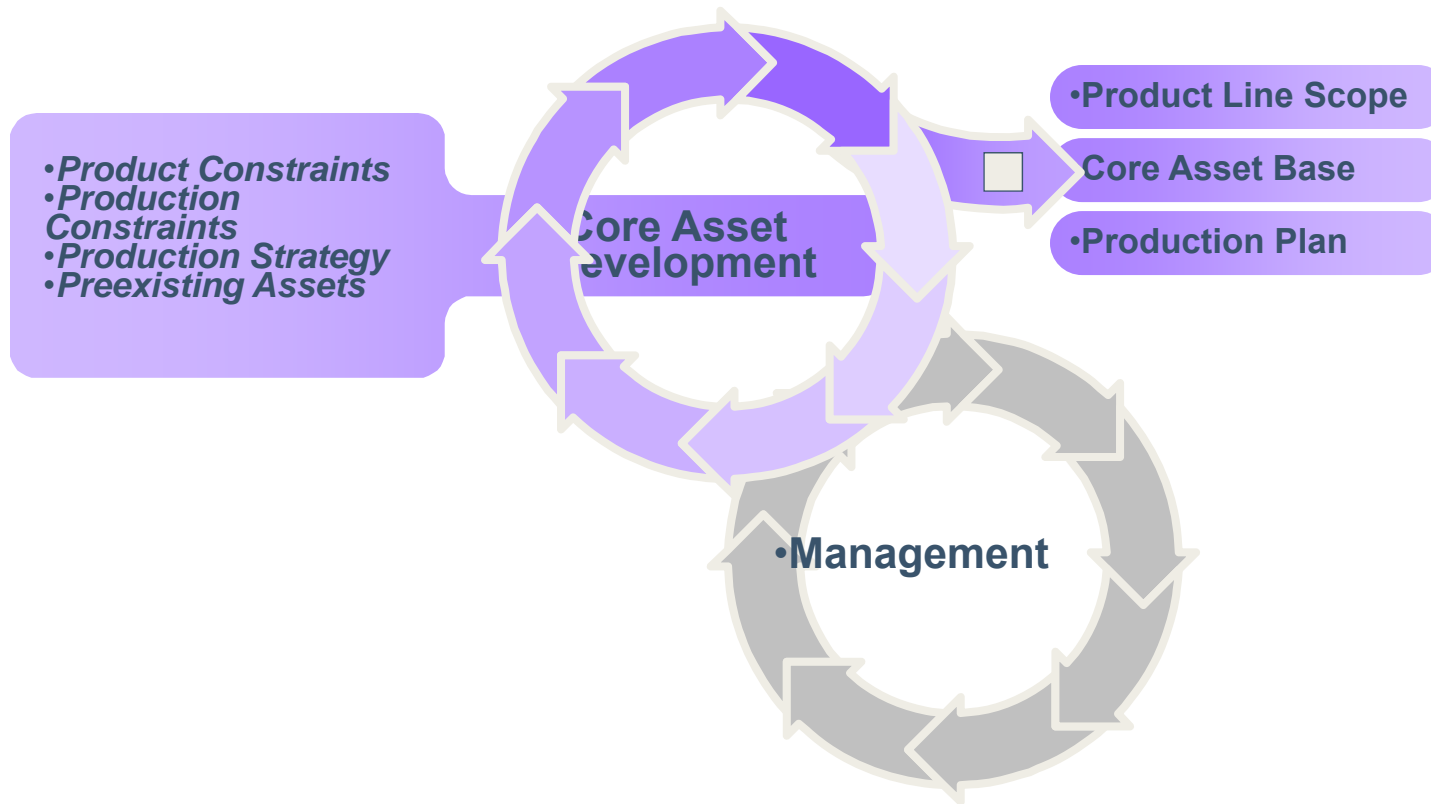 •Product Constraints
•Production
Constraints
•Production Strategy
•Preexisting Assets
Core Asset
evelopment
•Product Line Scope
Core Asset Base
•Production Plan
•Management